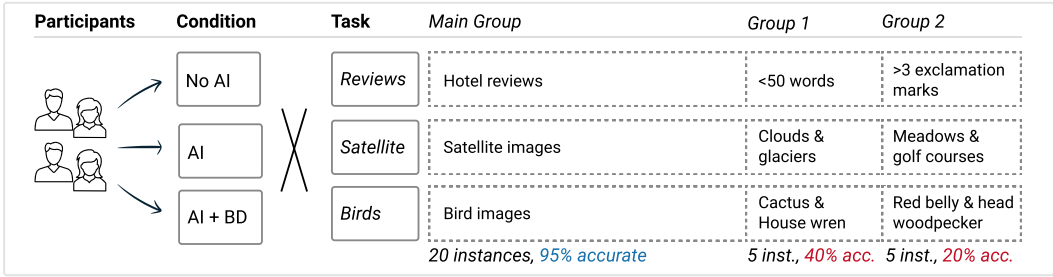 Participants Condition Task Main Group Group 1 Group 2
No AI Reviews Hotel reviews <50 words >3 exclamation
marks
AI Satellite Satellite images Clouds &
glaciers Meadows &
golf courses
AI + BD Birds Bird images Cactus &
House wren Red belly & head
woodpecker
20 instances, 95% accurate 5 inst., 40% acc. 5 inst., 20% acc.